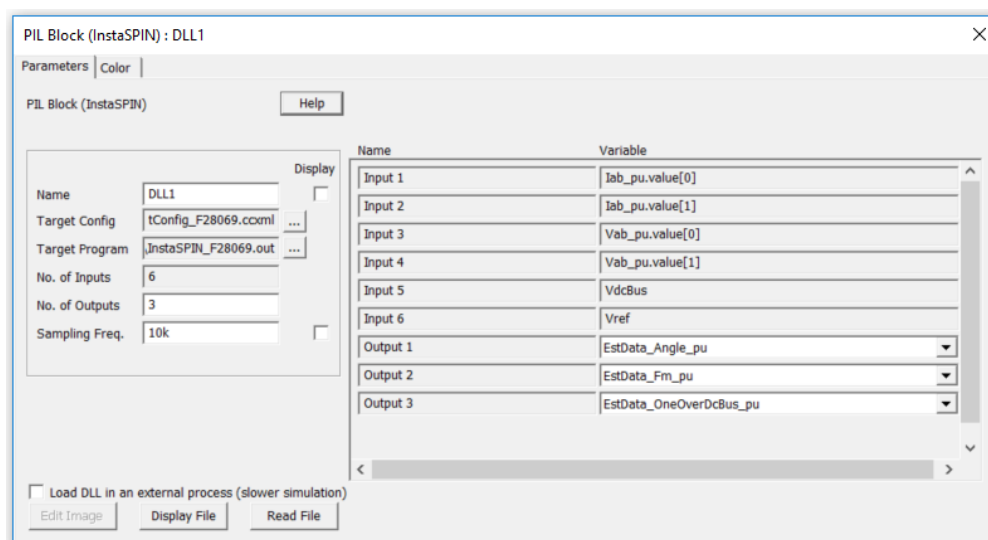 PIL Block (InstaSPIN) : DLL1
Parameters
Color
PIL Block (InstaSPIN)
Help
Display
Name
DLL1
Target Config
tConfig_F28069.ccxml
...
Target Program
InstaSPIN_F28069.out
...
No. of Inputs
6
No. of Outputs
3
Sampling Freq.
10k
Name
Variable
Input 1
Iab_pu.value[0]
Input 2
Iab_pu.value[1]
Input 3
Vab_pu.value[0]
Input 4
Vab_pu.value[1]
Input 5
VdcBus
Input 6
Vref
Output 1
EstData_Angle_pu
Output 2
EstData_Fm_pu
Output 3
EstData_OneOverDcBus_pu
Load DLL in an external process (slower simulation)
Edit Image
Display File
Read File